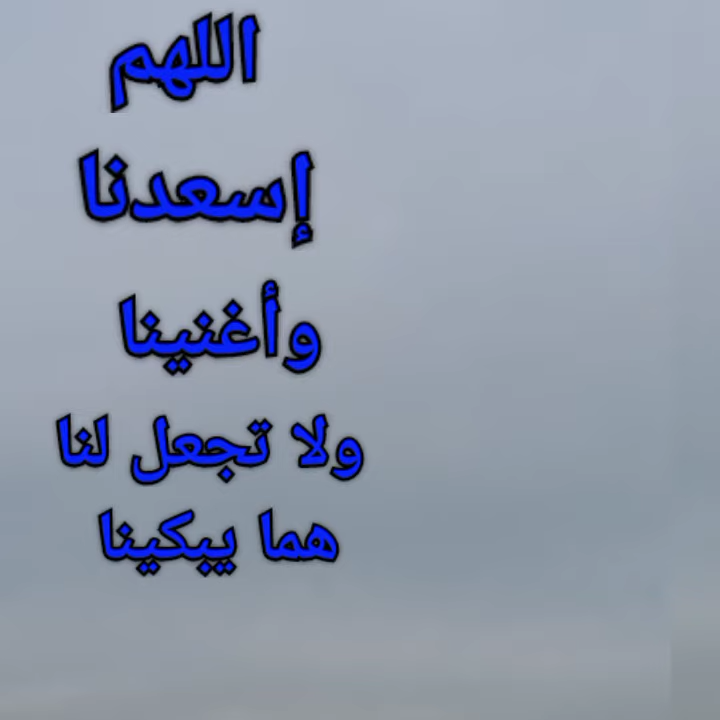 اللهم
إسعدنا
وأغنينا
ولا تجعل لنا
هما يبكينا